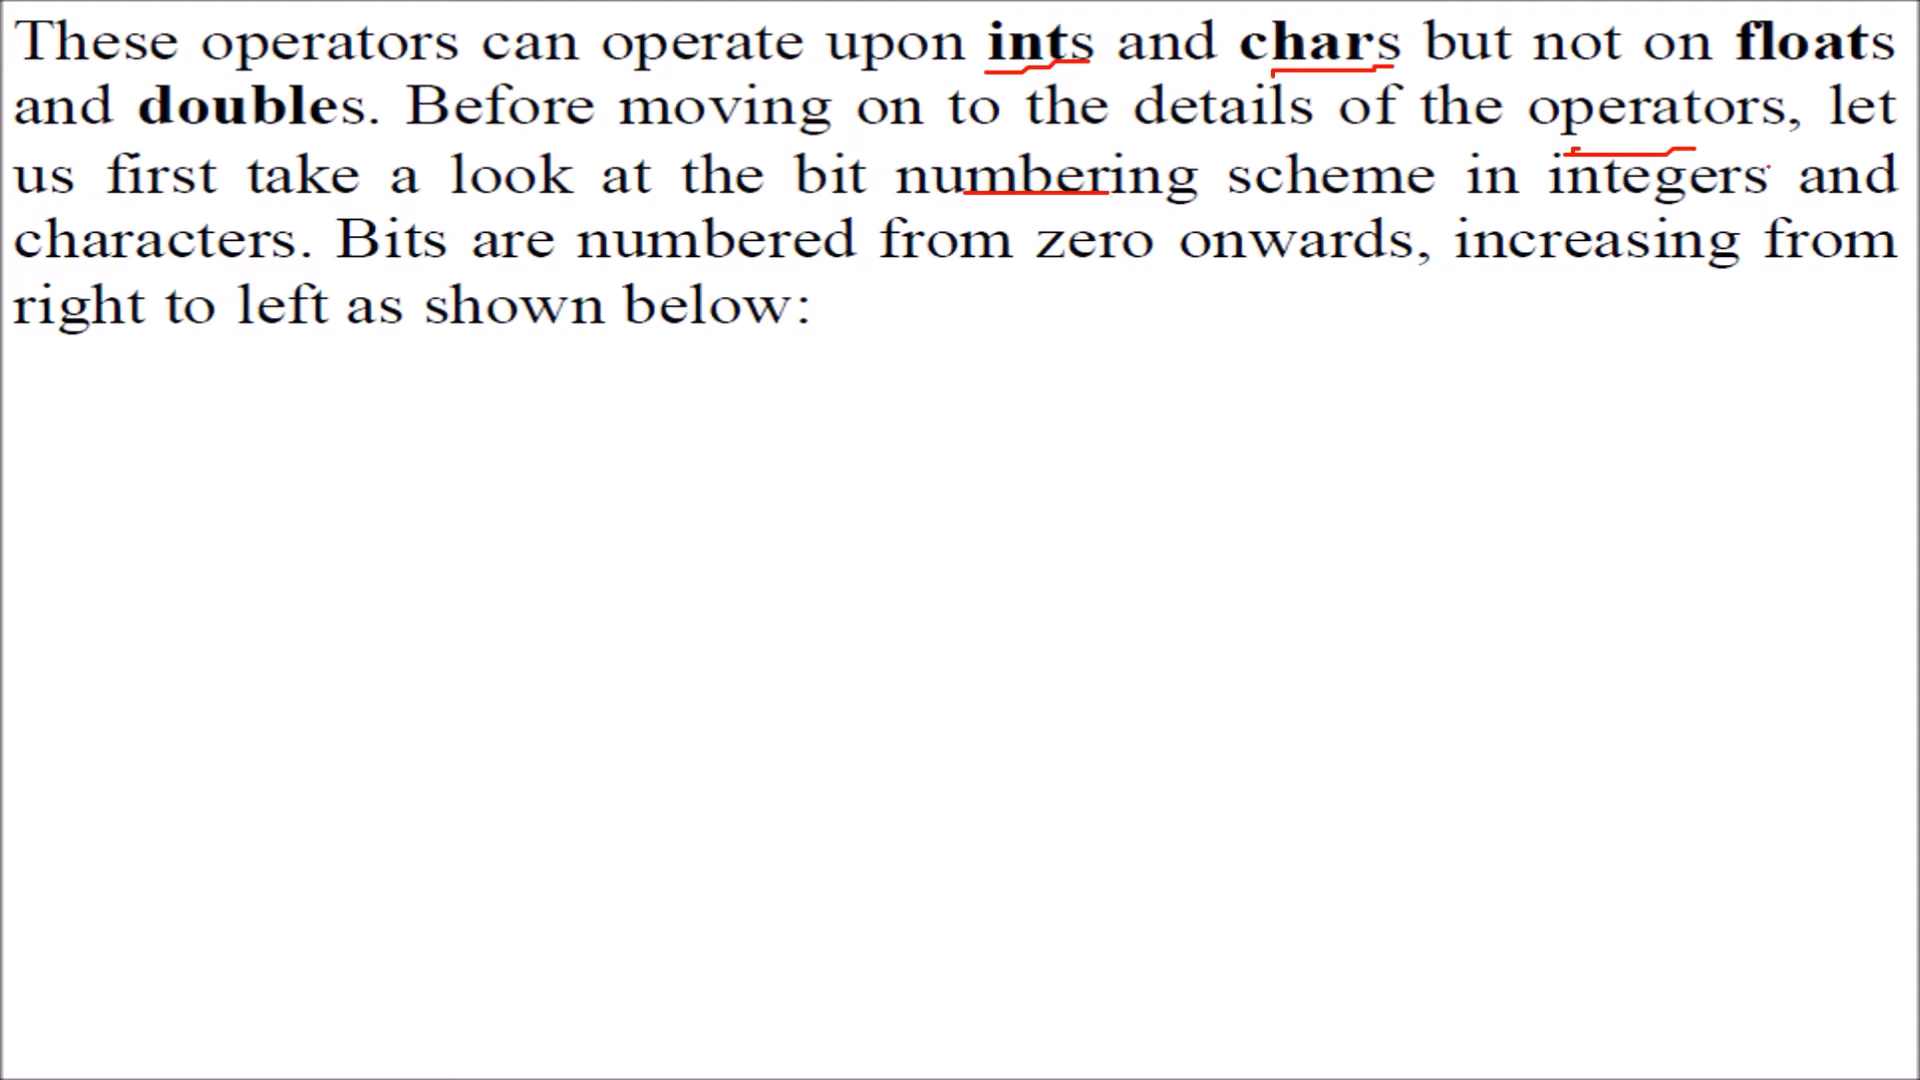 These operators can operate upon ints and chars but not on floats
and doubles. Before moving on to the details of the operators, let
us first take a look at the bit numbering scheme in integers and
characters. Bits are numbered from zero onwards, increasing from
right to left as shown below: